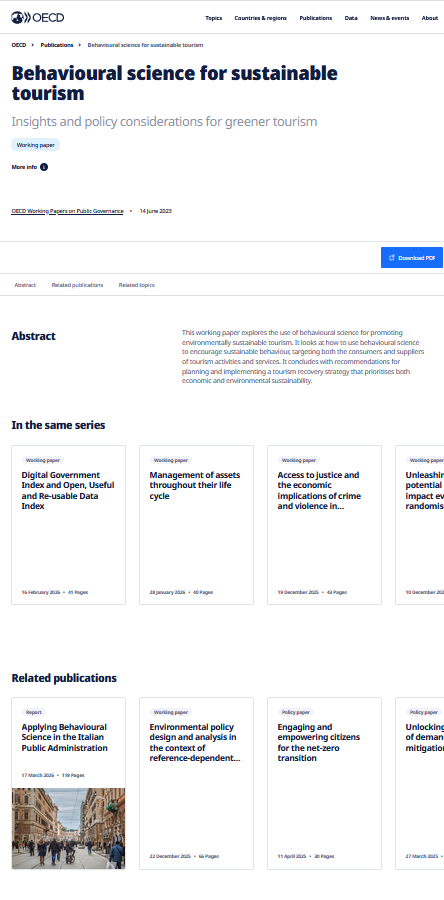 OECD
Topics Countries & regions Publications Data News & events About
OECD › Publications › Behavioural science for sustainable tourism
Behavioural science for sustainable
tourism
Insights and policy considerations for greener tourism
Working paper
More info
OECD Working Papers on Public Governance • 14 June 2023
Download PDF
Abstract Related publications Related topics
Abstract
This working paper explores the use of behavioural science for promoting
environmentally sustainable tourism. It looks at how to use behavioural science
to encourage sustainable behaviour, targeting both the consumers and suppliers
of tourism activities and services. It concludes with recommendations for
planning and implementing a tourism recovery strategy that prioritises both
economic and environmental sustainability.
In the same series
Working paper
Digital Government
Index and Open, Useful
and Re-usable Data
Index
16 February 2026 • 41 Pages
Working paper
Management of assets
throughout their life
cycle
28 January 2026 • 40 Pages
Working paper
Access to justice and
the economic
implications of crime
and violence in...
19 December 2025 • 43 Pages
Working paper
Unleashin
potential
impact ev
randomis
10 December 202
Related publications
Report
Applying Behavioural
Science in the Italian
Public Administration
17 March 2026 • 119 Pages
Working paper
Environmental policy
design and analysis in
the context of
reference-dependent...
22 December 2025 • 66 Pages
Policy paper
Engaging and
empowering citizens
for the net-zero
transition
11 April 2025 • 30 Pages
Policy paper
Unlocking
of deman
mitigation
27 March 2025